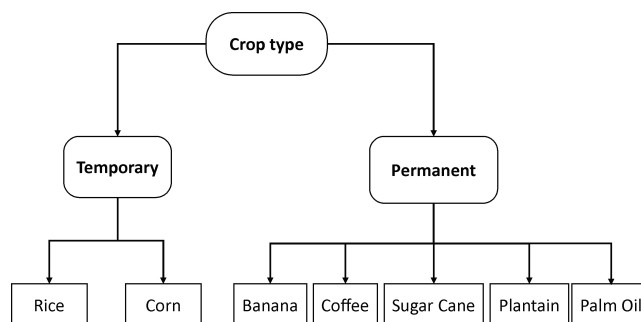 Crop type
Temporary
Permanent
Rice
Corn
Banana
Coffee
Sugar Cane
Plantain
Palm Oil